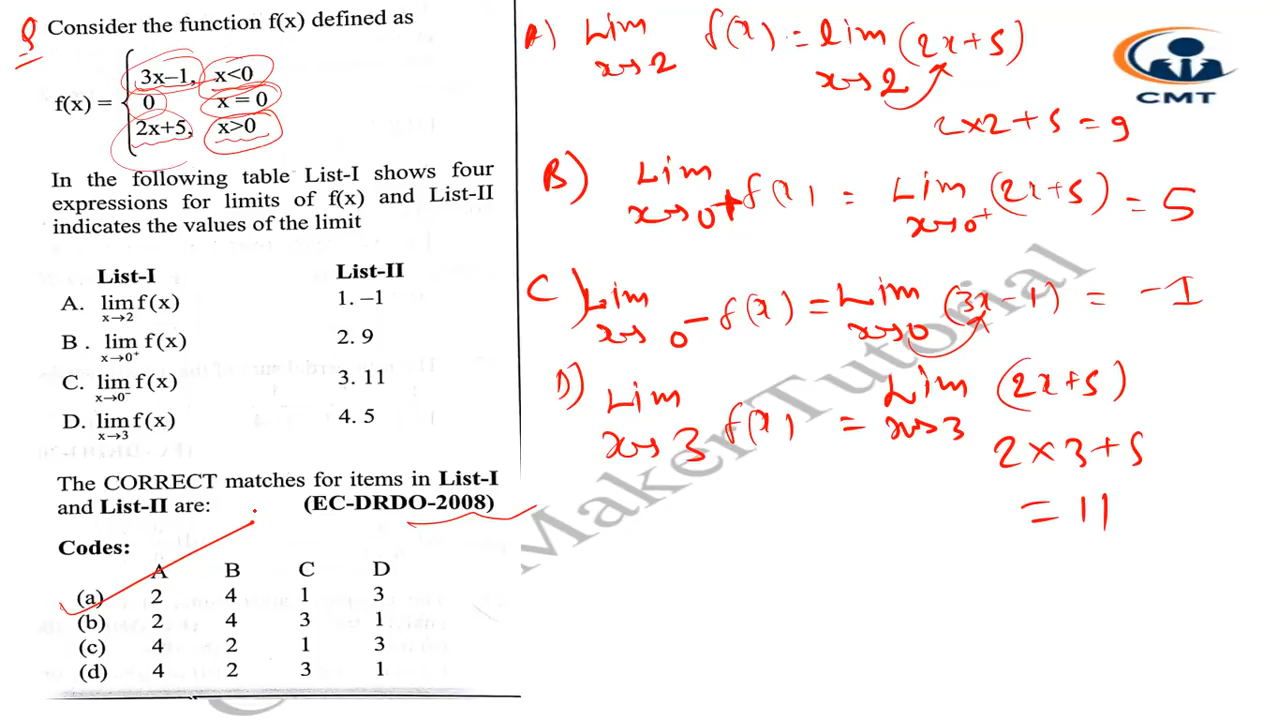 Q Consider the function f(x) defined as
f(x) = { 3x–1, x<0
0 x = 0
2x+5, x>0
In the following table List-I shows four
expressions for limits of f(x) and List-II
indicates the values of the limit
List-I List-II
A. lim x→2 f(x) 1. –1
B . lim x→0⁺ f(x) 2. 9
C. lim x→0⁻ f(x) 3. 11
D. lim x→3 f(x) 4. 5
The CORRECT matches for items in List-I
and List-II are: (EC-DRDO-2008)
Codes:
A B C D
(a) 2 4 1 3
(b) 2 4 3 1
(c) 4 2 1 3
(d) 4 2 3 1
A) Lim x→2 f(x) = lim x→2 (2x+5)
2×2+5 = 9
B) Lim x→0+ f(x) = Lim x→0⁺ (2x+5) = 5
C) Lim x→0− f(x) = Lim x→0 (3x−1) = −1
D) Lim x→3 f(x) = Lim x→3 (2x+5)
2×3+5
= 11
CMT
Maker Tutorial